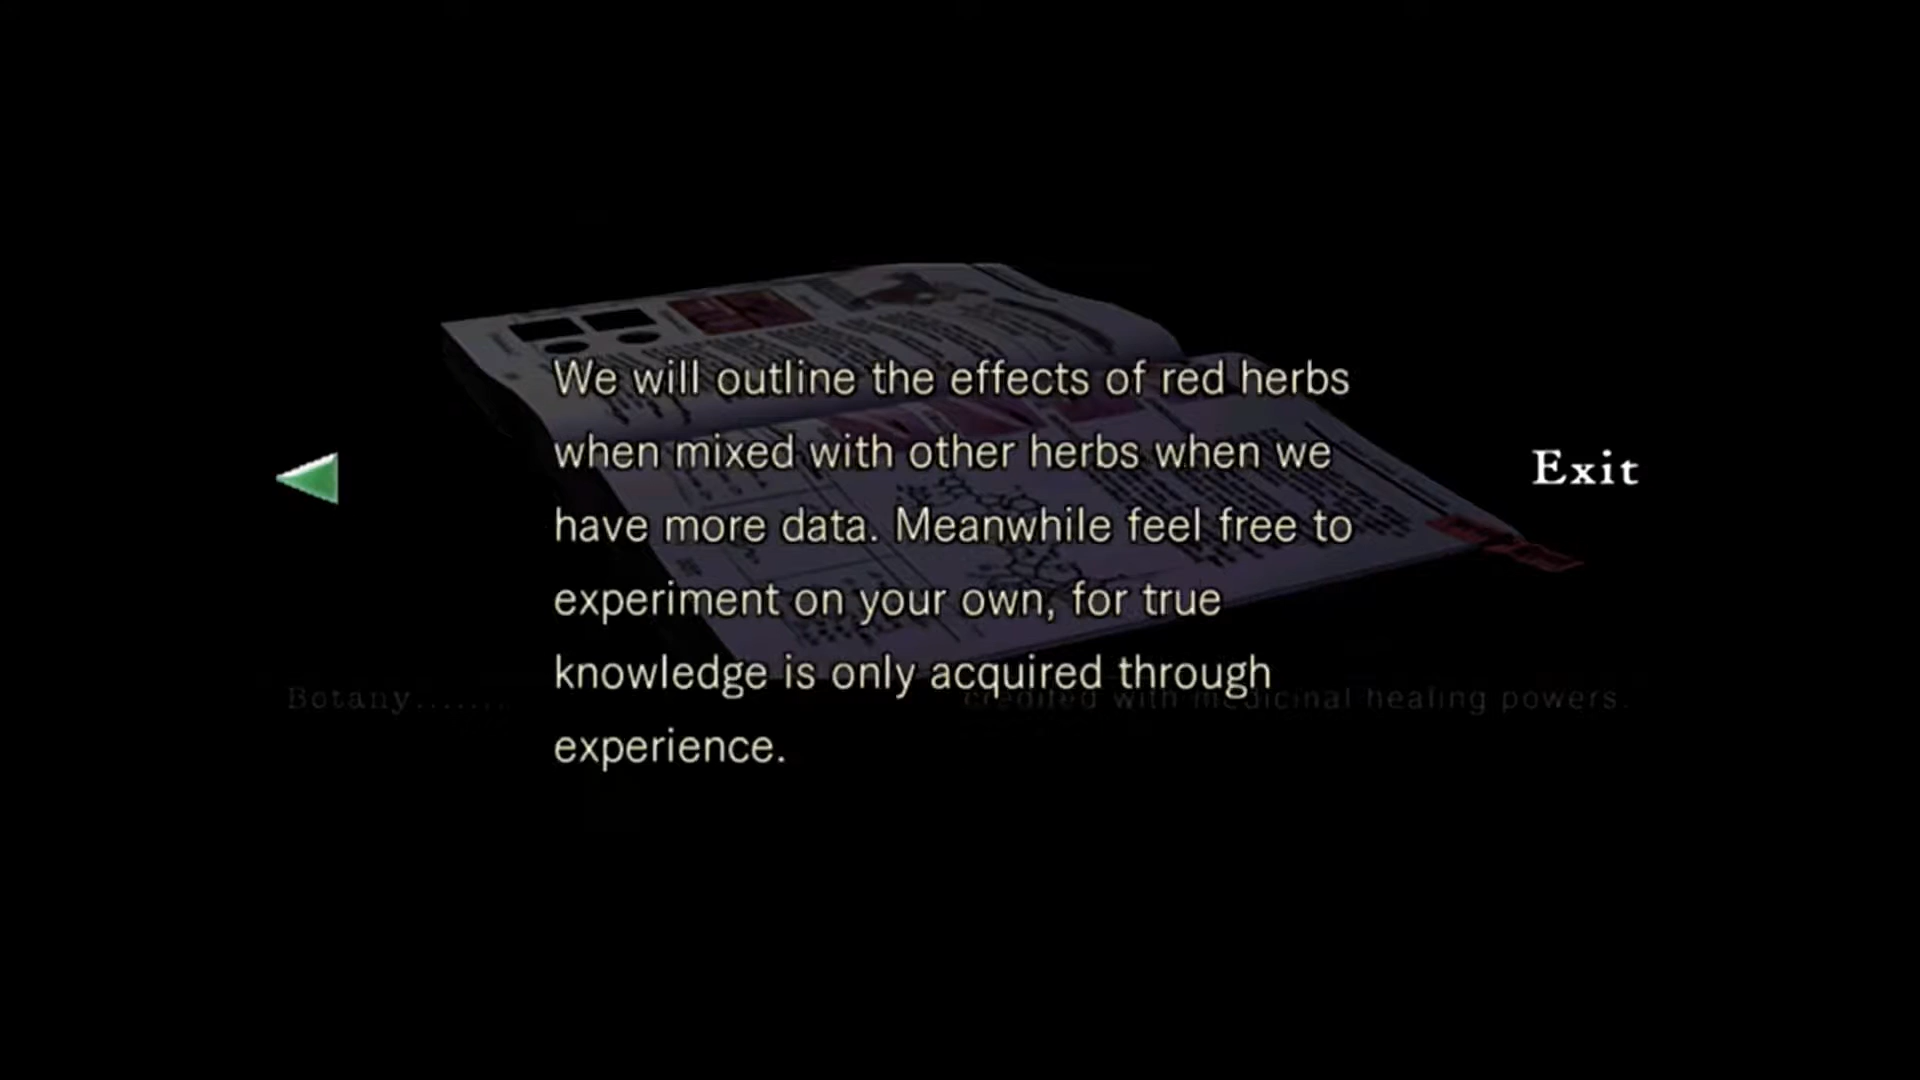 We will outline the effects of red herbs
when mixed with other herbs when we
have more data. Meanwhile feel free to
experiment on your own, for true
knowledge is only acquired through
experience.
Exit
Botany....... credited with medicinal healing powers.